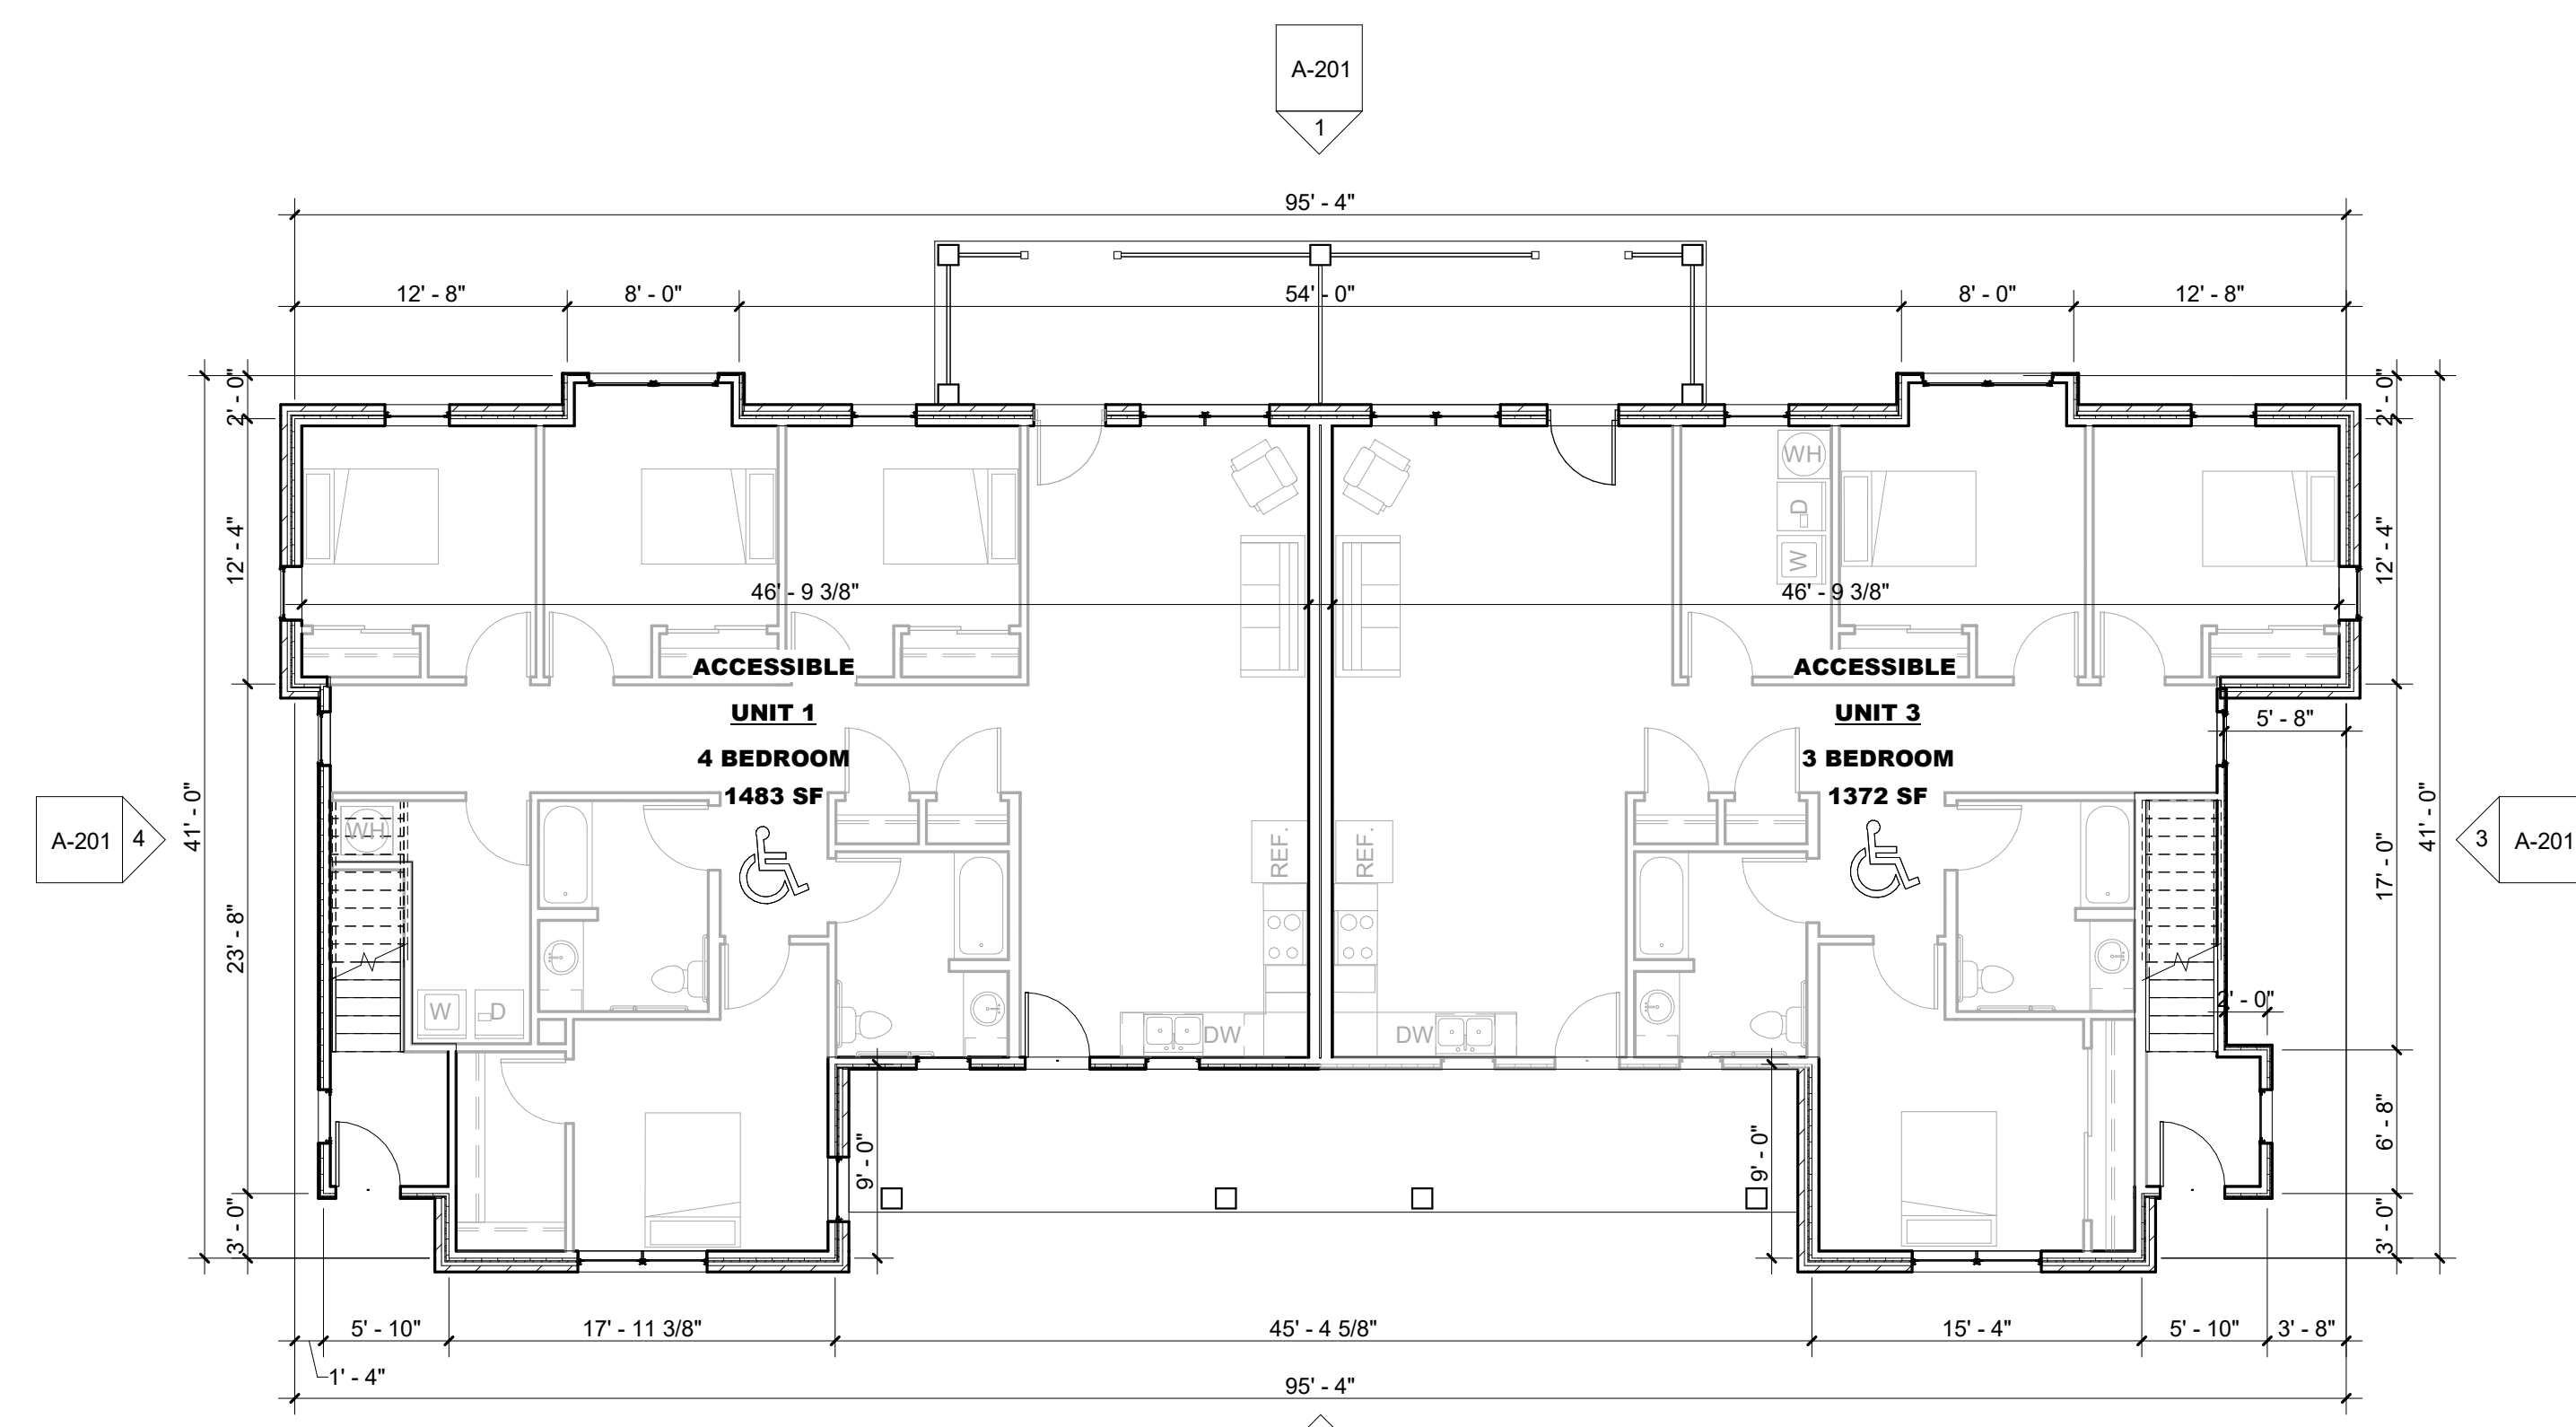 A-201
1
95' - 4"
12' - 8"
8' - 0"
54' - 0"
8' - 0"
12' - 8"
2' - 0"
2' - 0"
WH
D
W
12' - 4"
12' - 4"
46' - 9 3/8"
46' - 9 3/8"
ACCESSIBLE
UNIT 1
4 BEDROOM
1483 SF
ACCESSIBLE
UNIT 3
3 BEDROOM
1372 SF
5' - 8"
A-201
4
41' - 0"
WH
REF.
REF.
17' - 0"
41' - 0"
3
A-201
23' - 8"
W
D
DW
DW
2' - 0"
9' - 0"
9' - 0"
6' - 8"
3' - 0"
3' - 0"
5' - 10"
17' - 11 3/8"
45' - 4 5/8"
15' - 4"
5' - 10"
3' - 8"
1' - 4"
95' - 4"